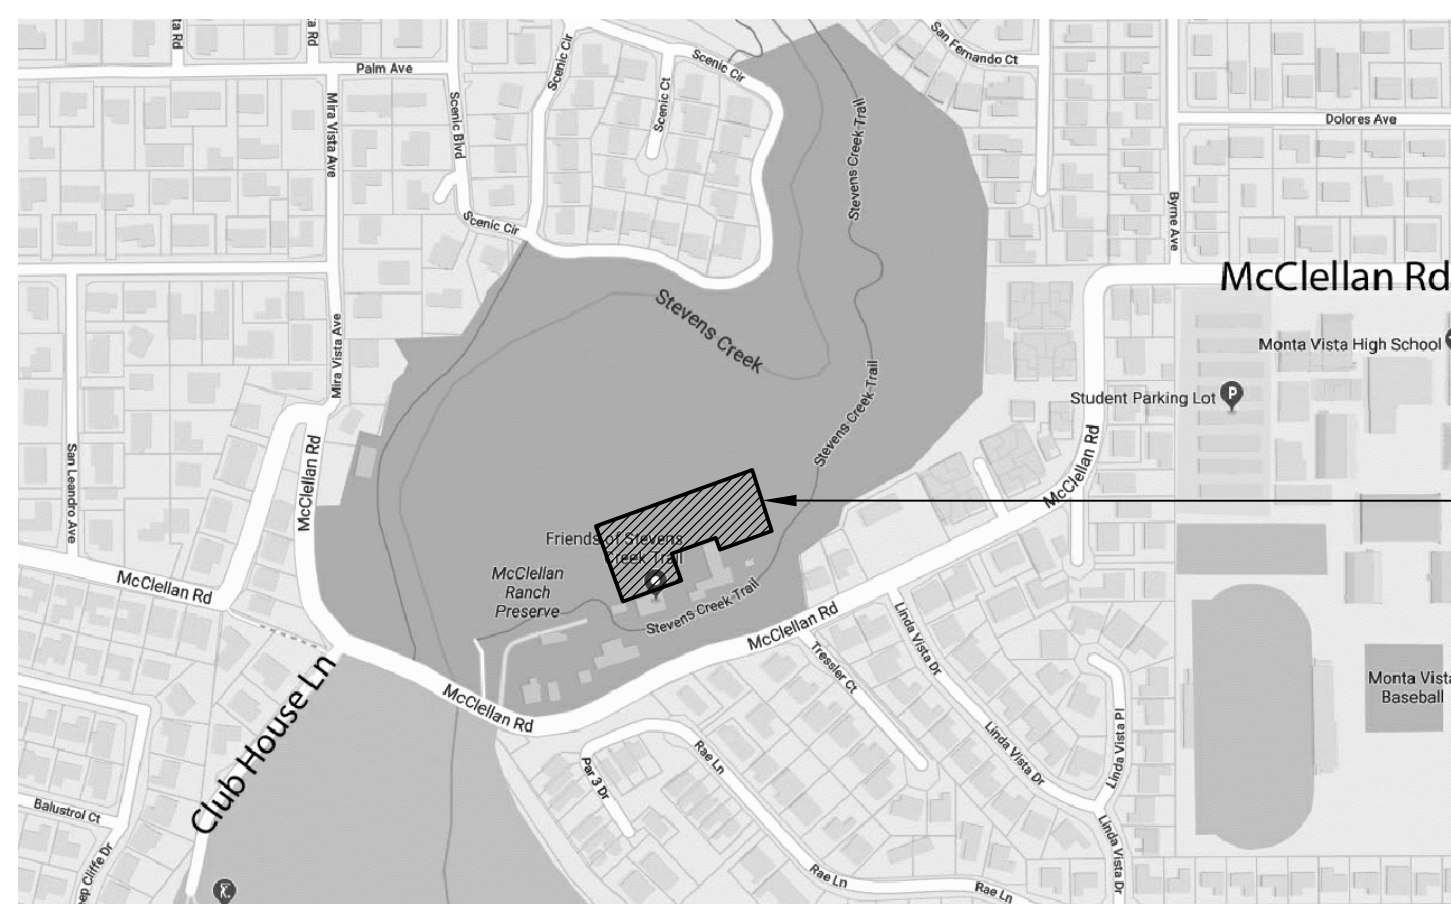 San Fernando Ct
Scenic Cir
Scenic Cir
Palm Ave
Scenic Ct
Mira Vista Ave
Scenic Blvd
Stevens Creek Trail
Dolores Ave
Scenic Cir
Byrne Ave
McClellan Rd
Stevens Creek
Mira Vista Ave
Monta Vista High School
Stevens Creek Trail
Student Parking Lot
P
McClellan Rd
McClellan Rd
San Leandro Ave
Friends of Stevens
Creek Trail
McClellan
Ranch
Preserve
McClellan Rd
Stevens Creek Trail
McClellan Rd
Linda Vista Dr
Tressler Ct
Club House Ln
McClellan Rd
Monta Vista
Baseball
Rae Ln
Linda Vista Dr
Linda Vista Pl
Par 3 Dr
Balustrol Ct
Linda Vista Dr
Rae Ln
Rae Ln